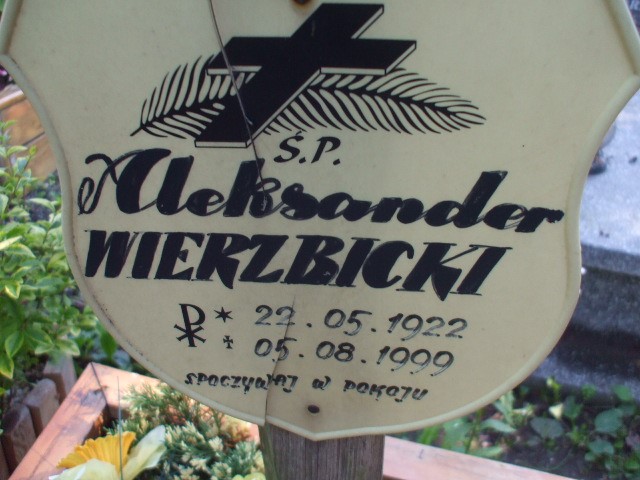 Ś.P.
Aleksander
WIERZBICKI
* 22.05.1922
✝ 05.08.1999
spoczywaj w pokoju